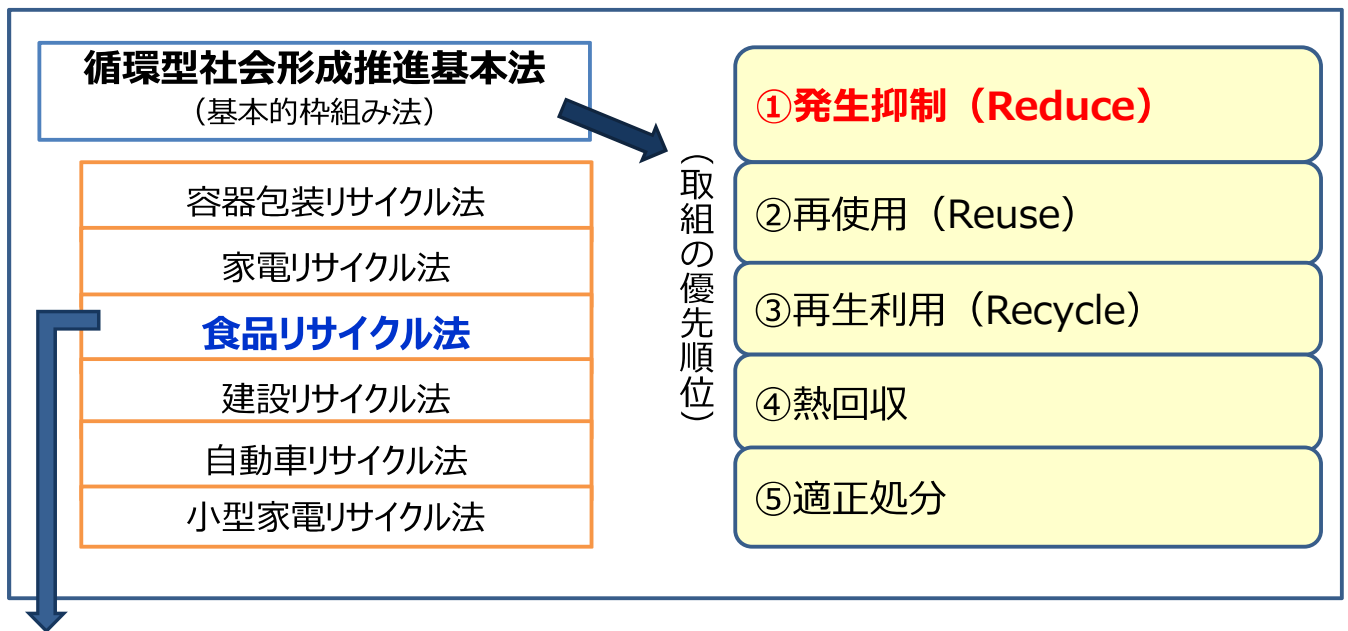 循環型社会形成推進基本法
（基本的枠組み法）
容器包装リサイクル法
家電リサイクル法
食品リサイクル法
建設リサイクル法
自動車リサイクル法
小型家電リサイクル法
（取組の優先順位）
①発生抑制（Reduce）
②再使用（Reuse）
③再生利用（Recycle）
④熱回収
⑤適正処分